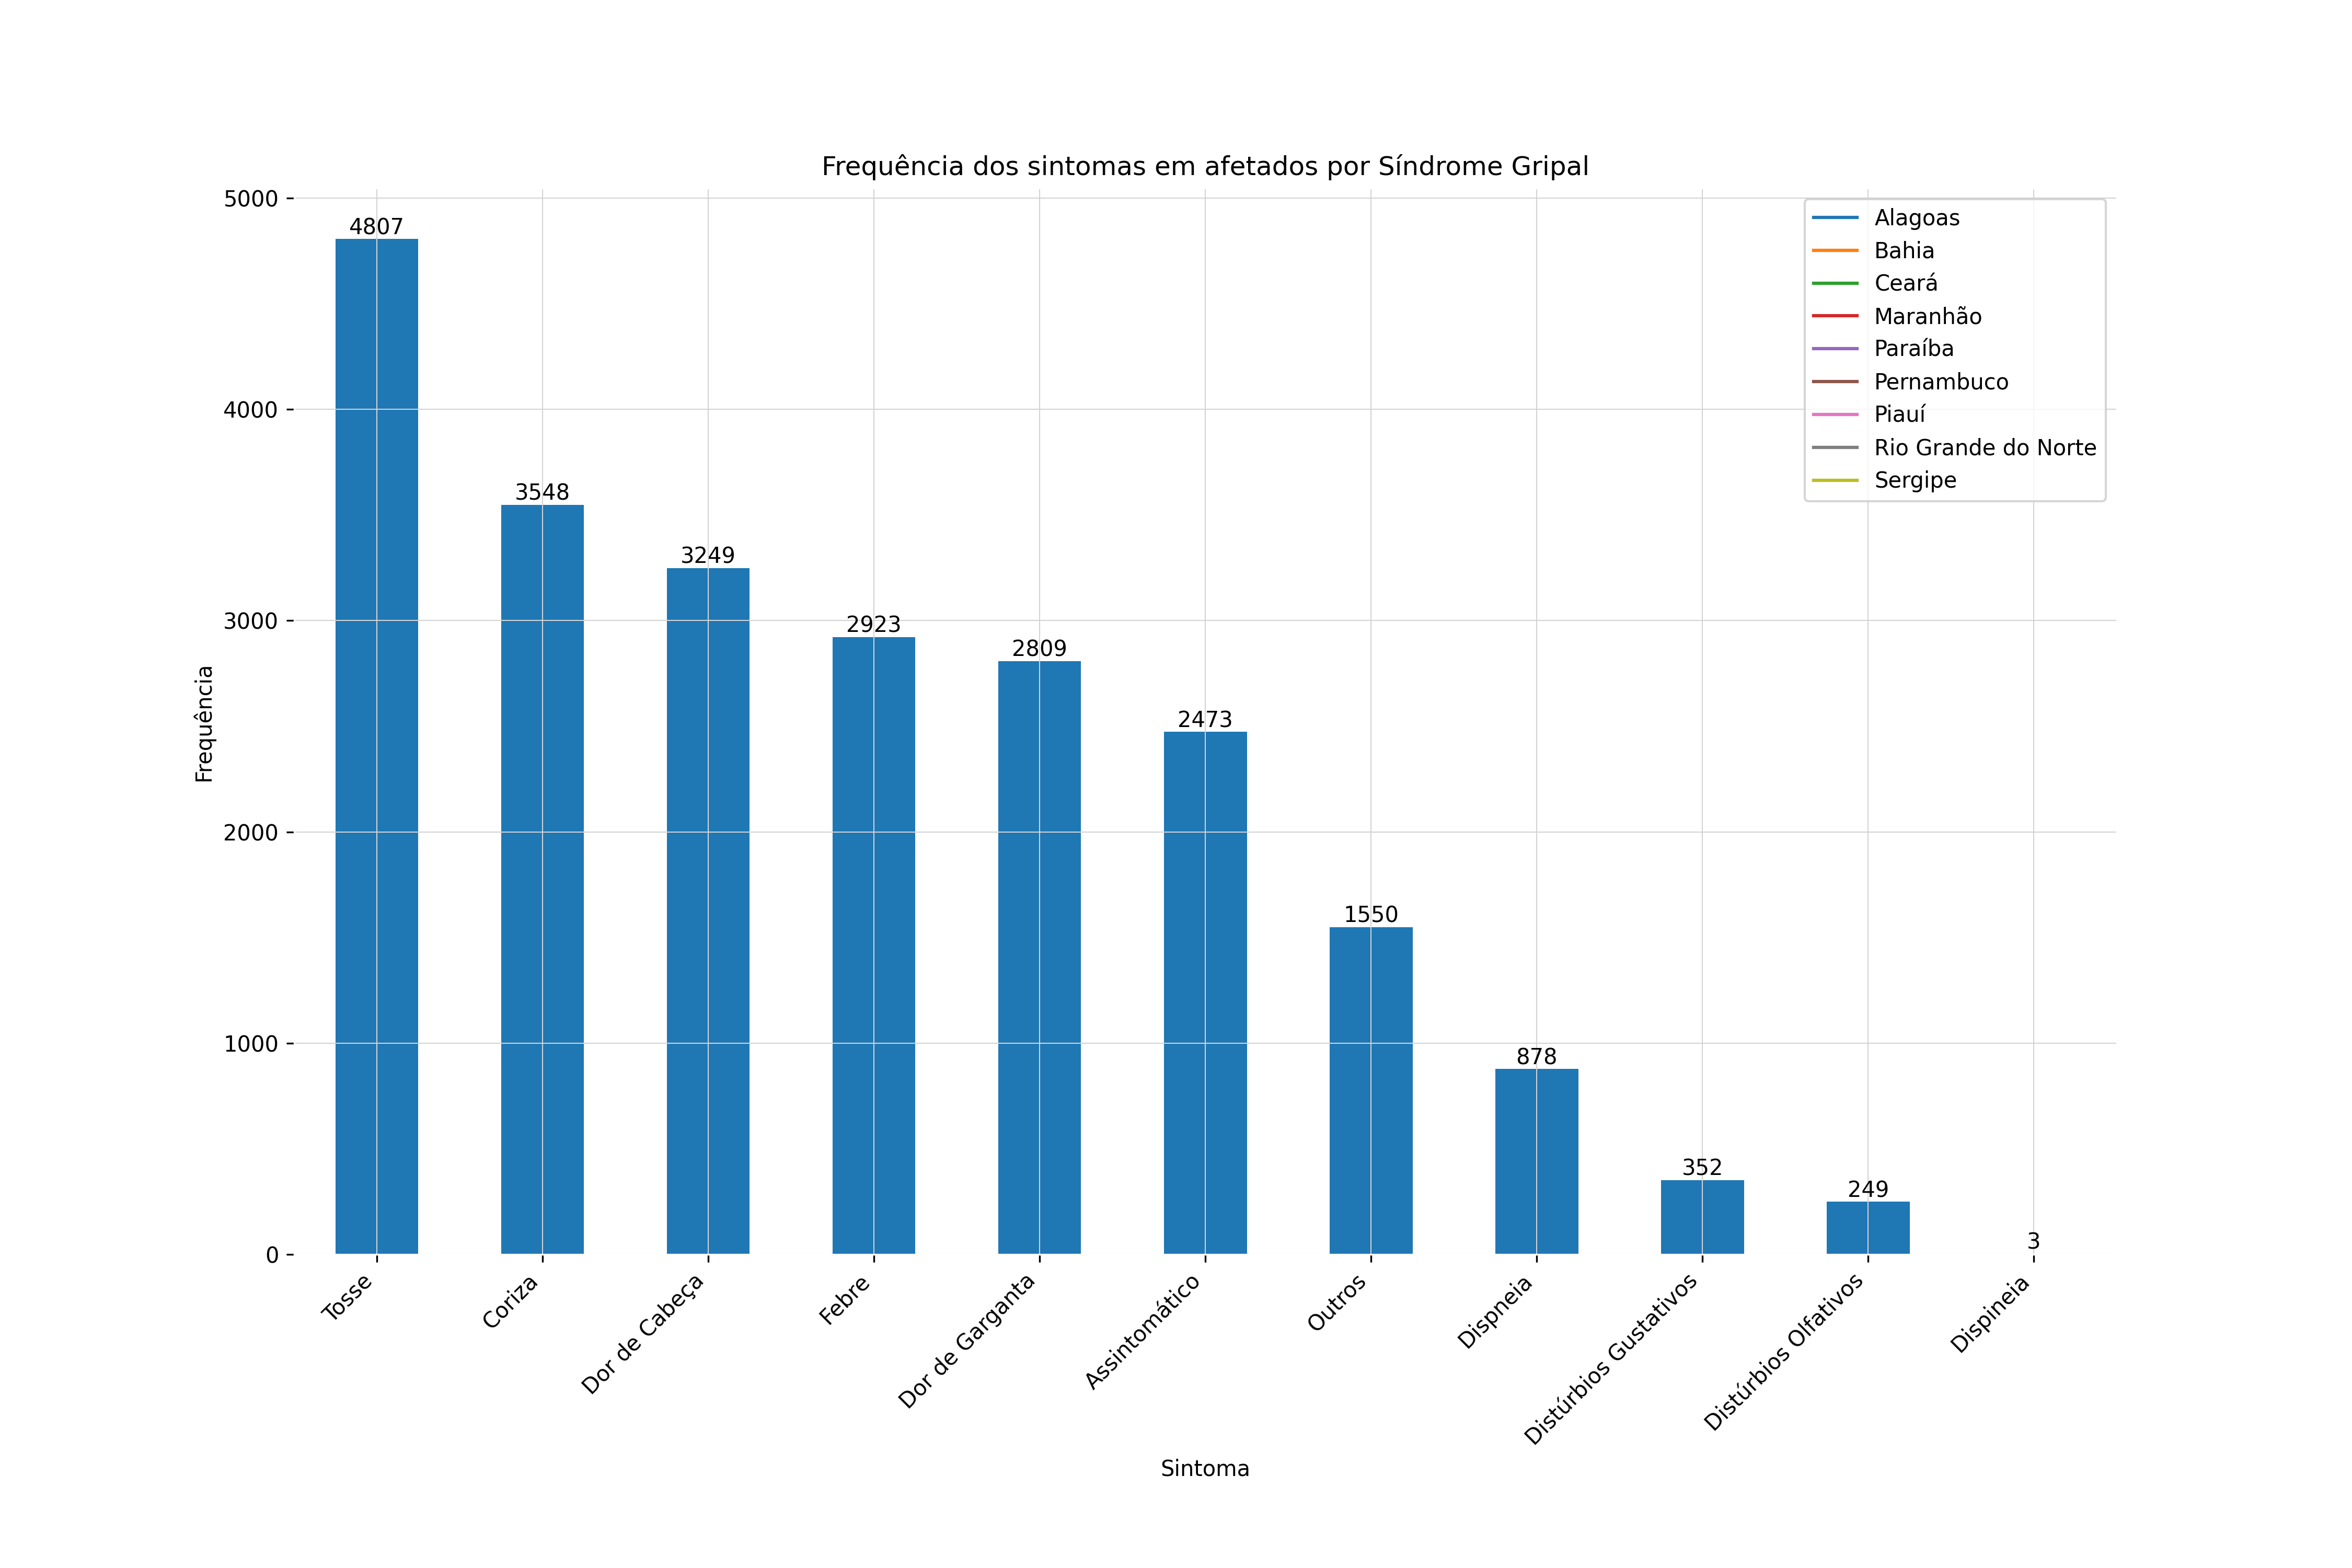 Frequência dos sintomas em afetados por Síndrome Gripal
5000
4000
3000
2000
1000
0
Frequência
4807
3548
3249
2923
2809
2473
1550
878
352
249
3
Alagoas
Bahia
Ceará
Maranhão
Paraíba
Pernambuco
Piauí
Rio Grande do Norte
Sergipe
Tosse
Coriza
Dor de Cabeça
Febre
Dor de Garganta
Assintomático
Outros
Dispneia
Distúrbios Gustativos
Distúrbios Olfativos
Dispineia
Sintoma